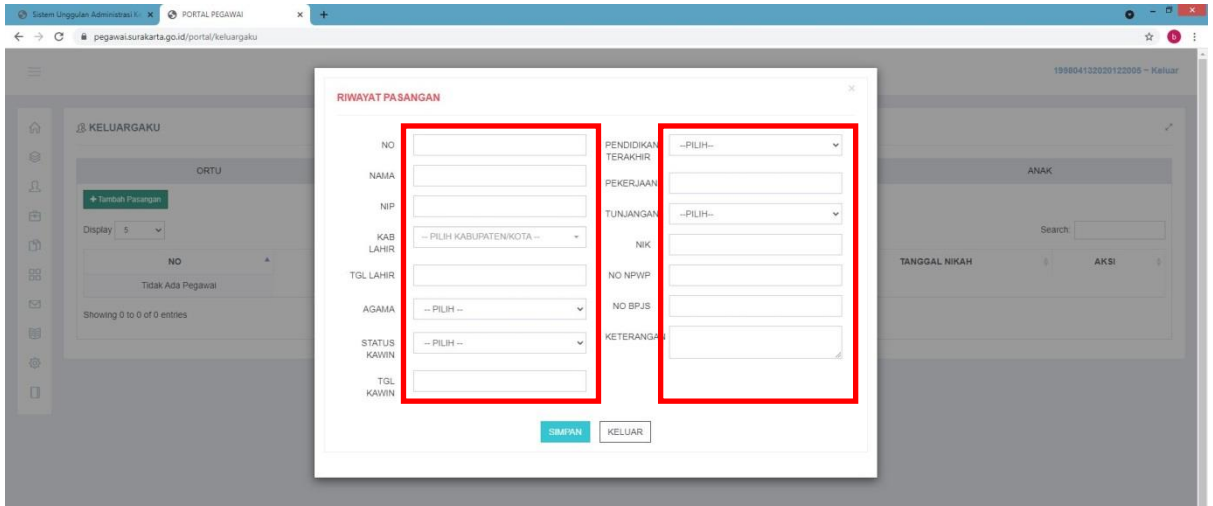 Sistem Unggulan Administrasi K
PORTAL PEGAWAI
pegawai.surakarta.go.id/portal/keluargaku
b
199804132020122005 ~ Keluar
KELUARGAKU
ORTU
ANAK
+ Tambah Pasangan
Display 5
Search:
NO
TANGGAL NIKAH
AKSI
Tidak Ada Pegawai
Showing 0 to 0 of 0 entries
RIWAYAT PASANGAN
×
NO
NAMA
NIP
KAB
LAHIR
-- PILIH KABUPATEN/KOTA --
TGL LAHIR
AGAMA
-- PILIH --
STATUS
KAWIN
-- PILIH --
TGL
KAWIN
PENDIDIKAN
TERAKHIR
--PILIH--
PEKERJAAN
TUNJANGAN
--PILIH--
NIK
NO NPWP
NO BPJS
KETERANGAN
SIMPAN
KELUAR